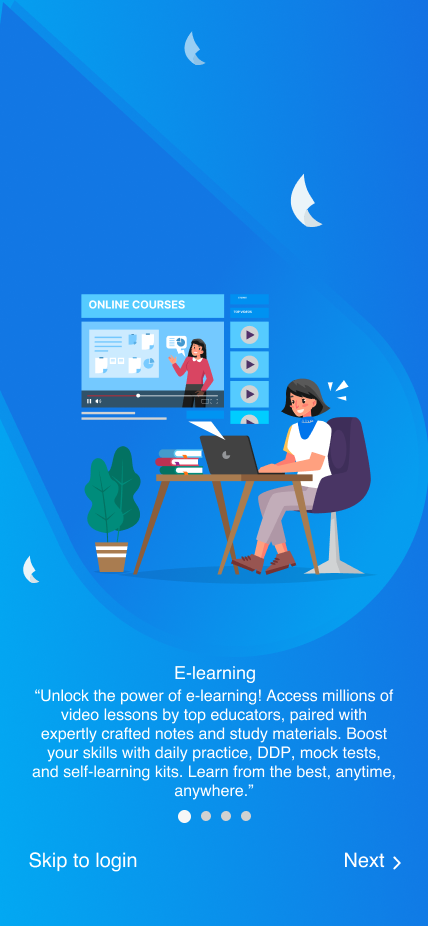 ONLINE COURSES
TOP VIDEOS
E-learning
“Unlock the power of e-learning! Access millions of
video lessons by top educators, paired with
expertly crafted notes and study materials. Boost
your skills with daily practice, DDP, mock tests,
and self-learning kits. Learn from the best, anytime,
anywhere.”
Skip to login
Next